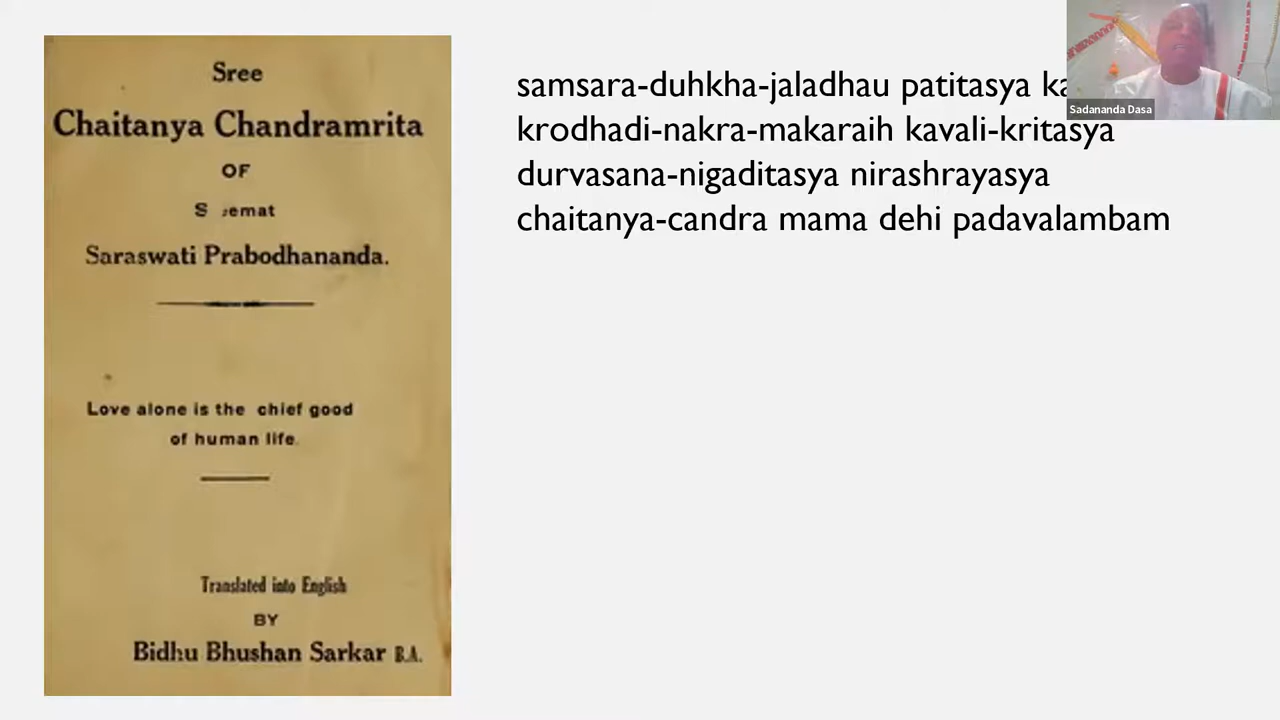 Sree
Chaitanya Chandramrita
OF
Saraswati Prabodhananda.
Love alone is the chief good
of human life.
Translated into English
BY
Bidhu Bhushan Sarkar B.A.
samsara-duhkha-jaladhau patitasya
krodhadi-nakra-makaraih kavali-kritasya
durvasana-nigaditasya nirashrayasya
chaitanya-candra mama dehi padavalambam
Sadananda Dasa